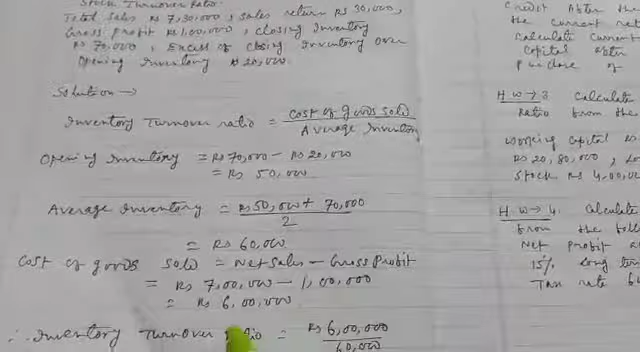 Stock Turnover Ratio.
Total Sales Rs 7,30,000, Sales return Rs 30,000,
Gross profit Rs 1,00,000, closing Inventory
Rs 70,000, Excess of closing Inventory over
Opening Inventory Rs 20,000.
Solution →
Inventory Turnover ratio = Cost of goods sold
Average Inventory
Opening Inventory = Rs 70,000 - Rs 20,000
= Rs 50,000
Average Inventory = Rs 50,000 + 70,000
2
= Rs 60,000
Cost of goods sold = Net Sales - Gross Profit
= Rs 7,00,000 - 1,00,000
= Rs 6,00,000
∴ Inventory Turnover = Rs 6,00,000
60,000
Credit After the
the current
Calculate current
Capital After
Purchase of
HW → 3 Calculate
Ratio from the
Working Capital Rs
Rs 20,80,000,
Stock Rs 4,00,00
HW → 4. Calculate
From the
Net Profit
15% Long
Tax rate